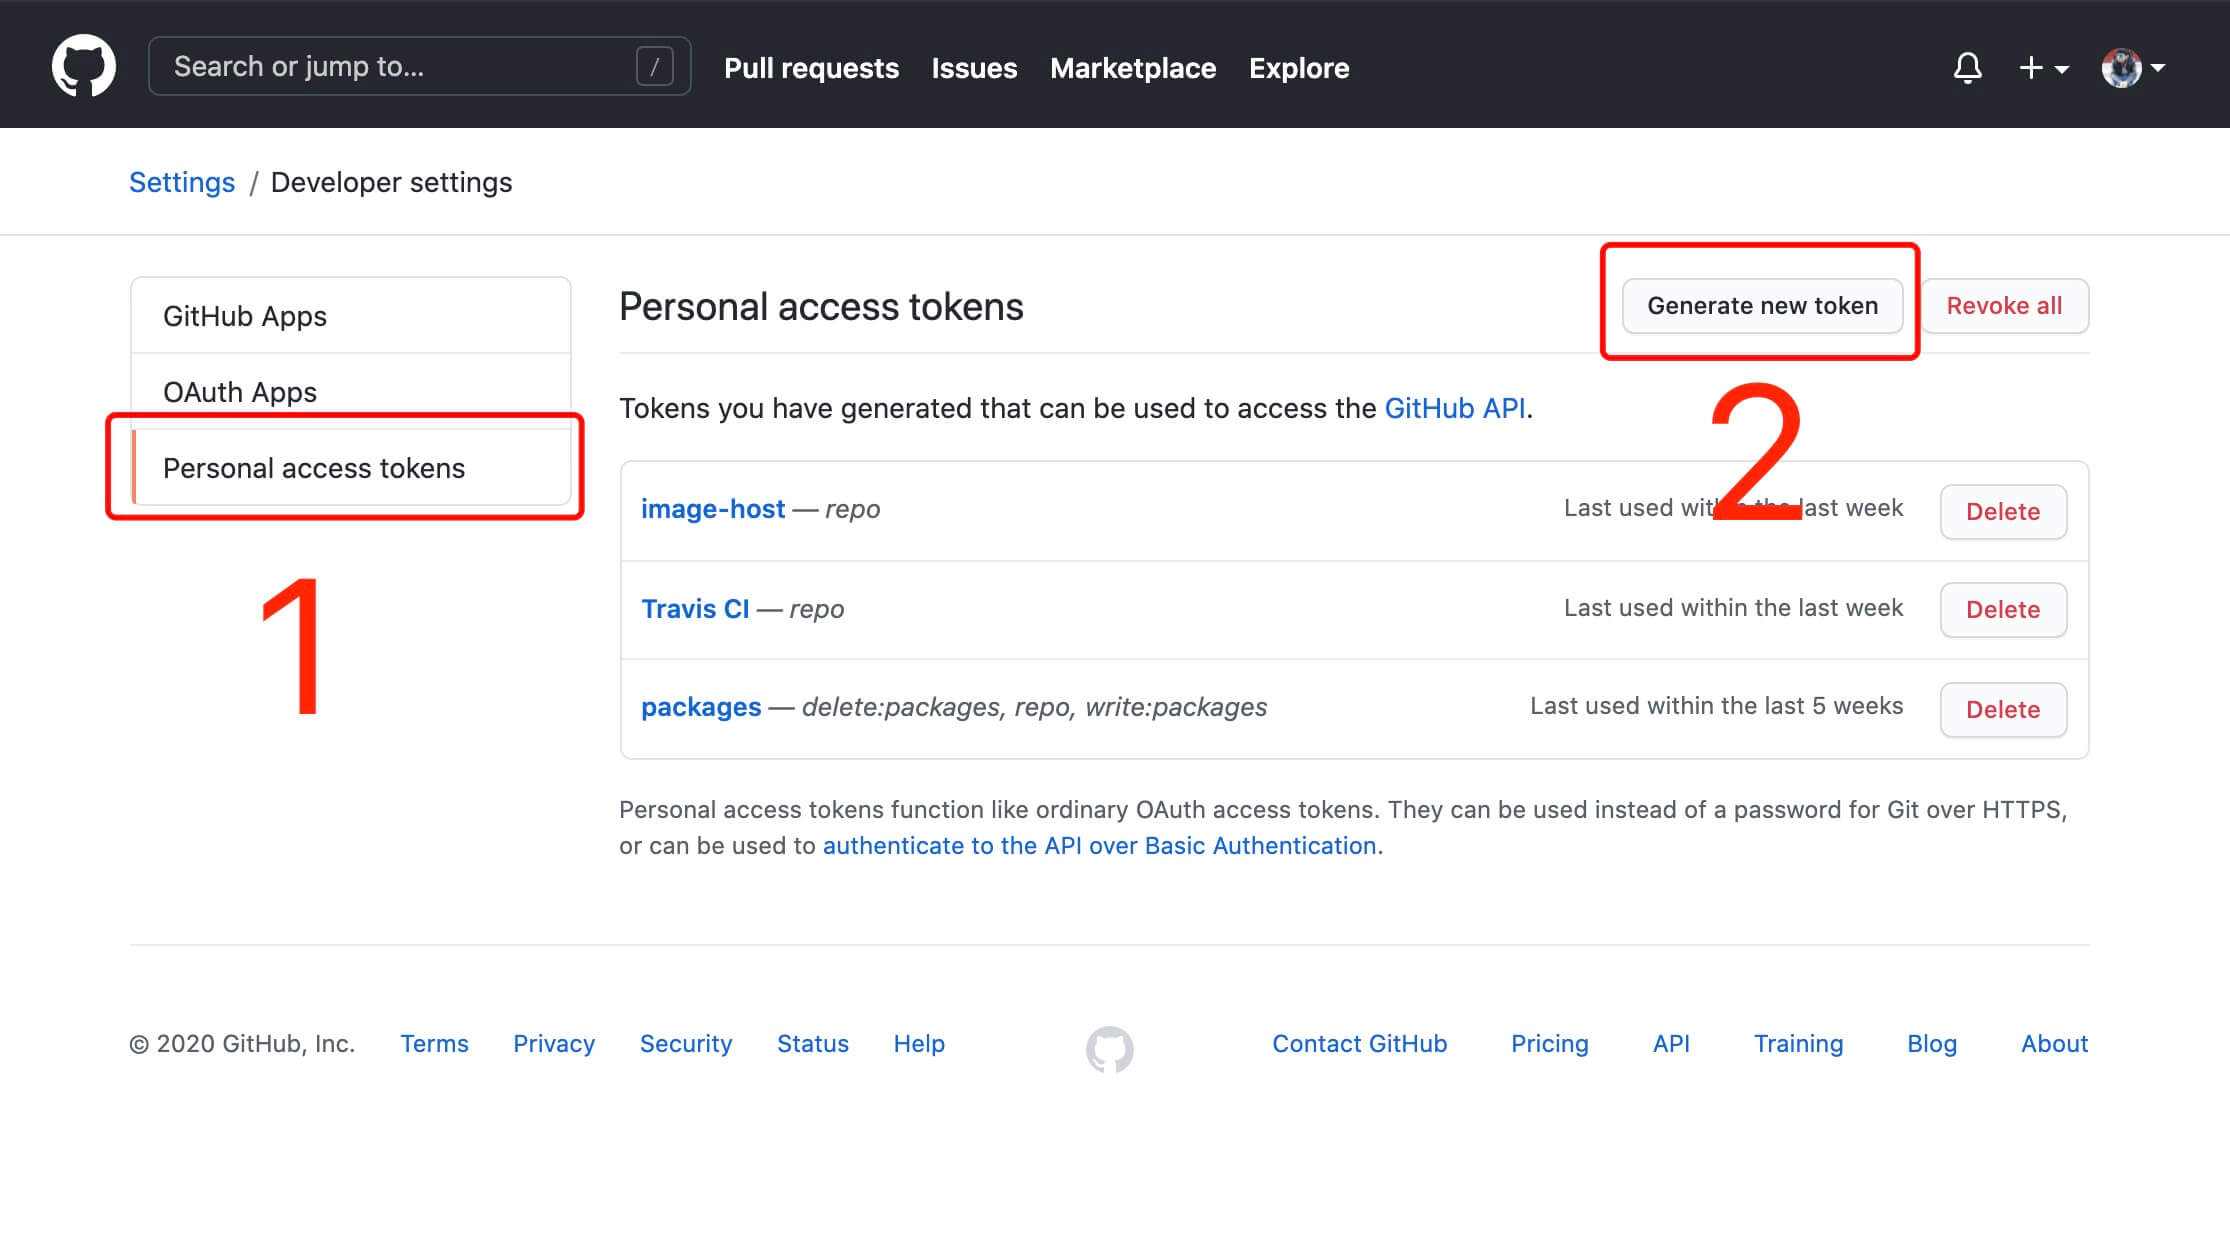 Search or jump to... /
Pull requests Issues Marketplace Explore
Settings / Developer settings
GitHub Apps
OAuth Apps
Personal access tokens
1
Personal access tokens
Generate new token
Revoke all
2
Tokens you have generated that can be used to access the GitHub API.
image-host — repo Last used within the last week Delete
Travis CI — repo Last used within the last week Delete
packages — delete:packages, repo, write:packages Last used within the last 5 weeks Delete
Personal access tokens function like ordinary OAuth access tokens. They can be used instead of a password for Git over HTTPS,
or can be used to authenticate to the API over Basic Authentication.
© 2020 GitHub, Inc. Terms Privacy Security Status Help Contact GitHub Pricing API Training Blog About